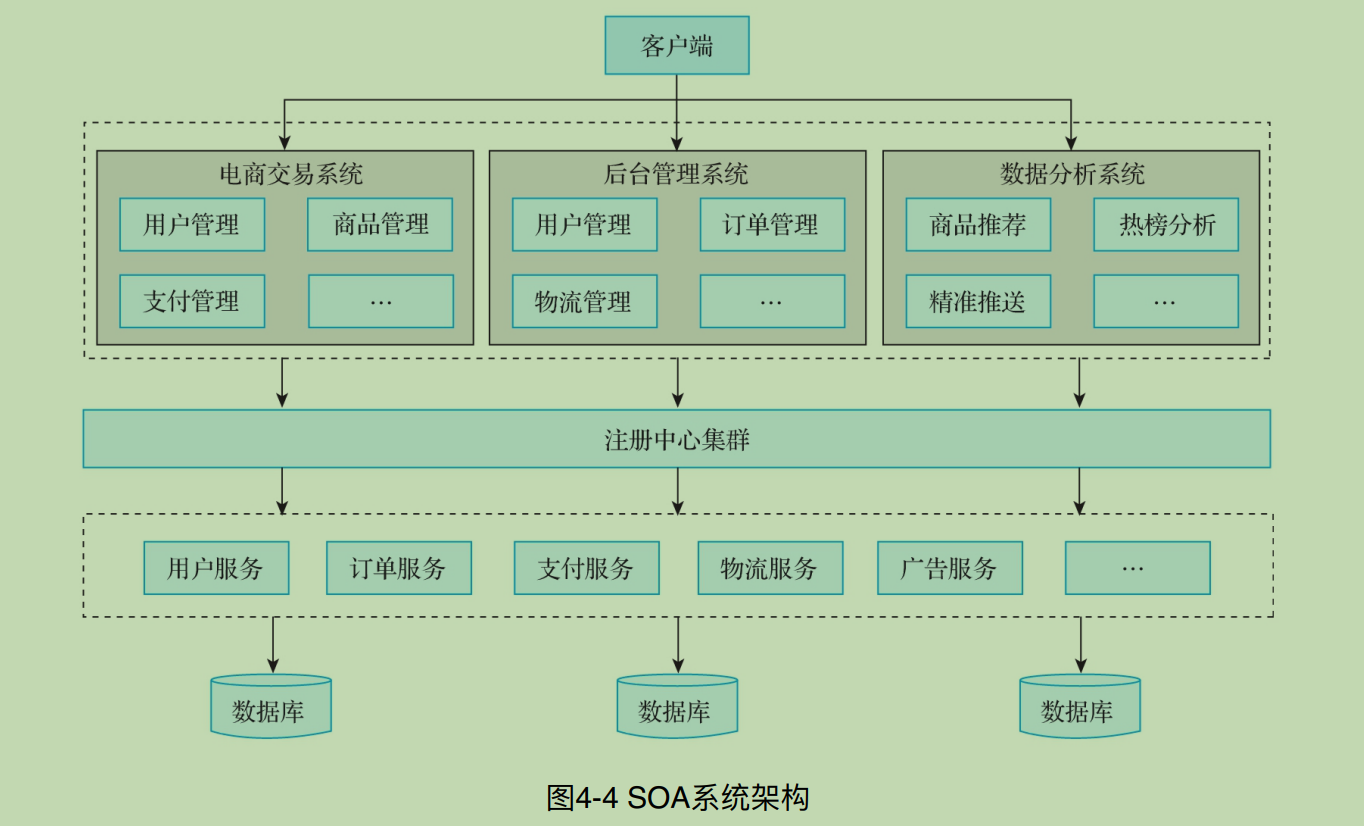 客户端
电商交易系统
用户管理
商品管理
支付管理
…
后台管理系统
用户管理
订单管理
物流管理
…
数据分析系统
商品推荐
热榜分析
精准推送
…
注册中心集群
用户服务
订单服务
支付服务
物流服务
广告服务
…
数据库
数据库
数据库
图4-4 SOA系统架构